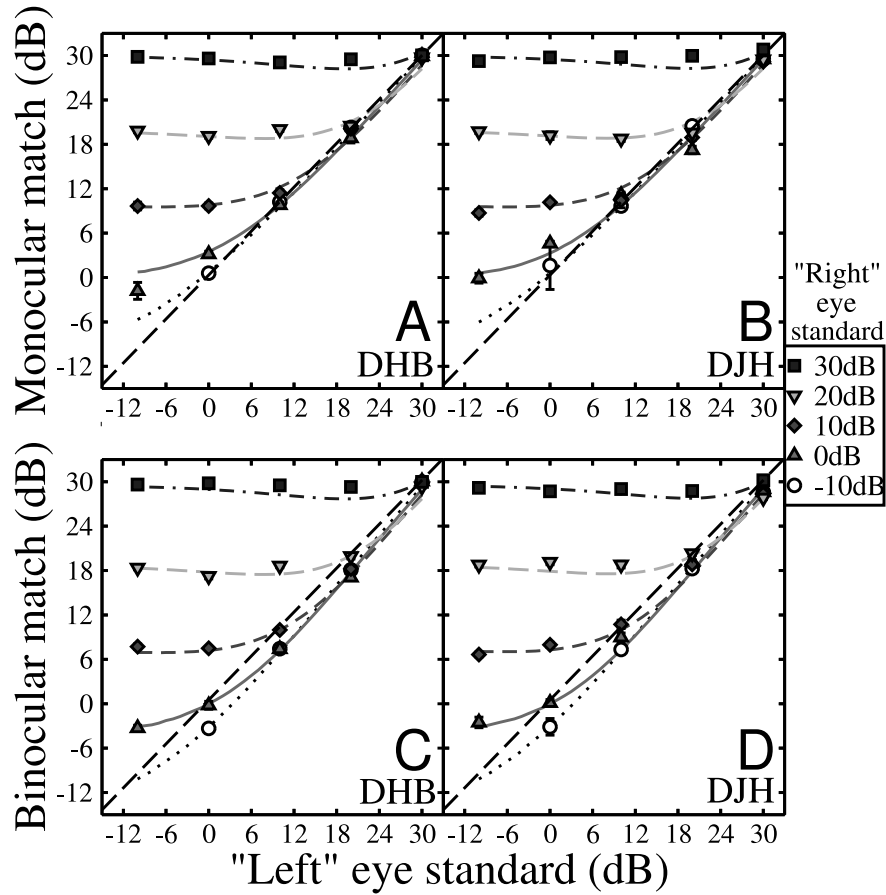 Monocular match (dB)
30
24
18
12
6
0
-6
-12
A
DHB
-12 -6 0 6 12 18 24 30
B
DJH
-12 -6 0 6 12 18 24 30
"Right"
eye
standard
30dB
20dB
10dB
0dB
-10dB
Binocular match (dB)
30
24
18
12
6
0
-6
-12
C
DHB
-12 -6 0 6 12 18 24 30
D
DJH
-12 -6 0 6 12 18 24 30
"Left" eye standard (dB)